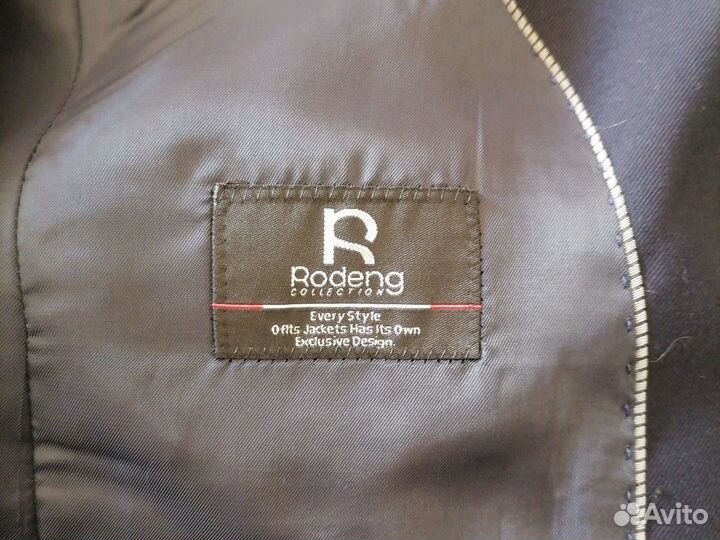 R
Rodeng
COLLECTION
Every Style
Ofits Jackets Has Its Own
Exclusive Design.
Avito